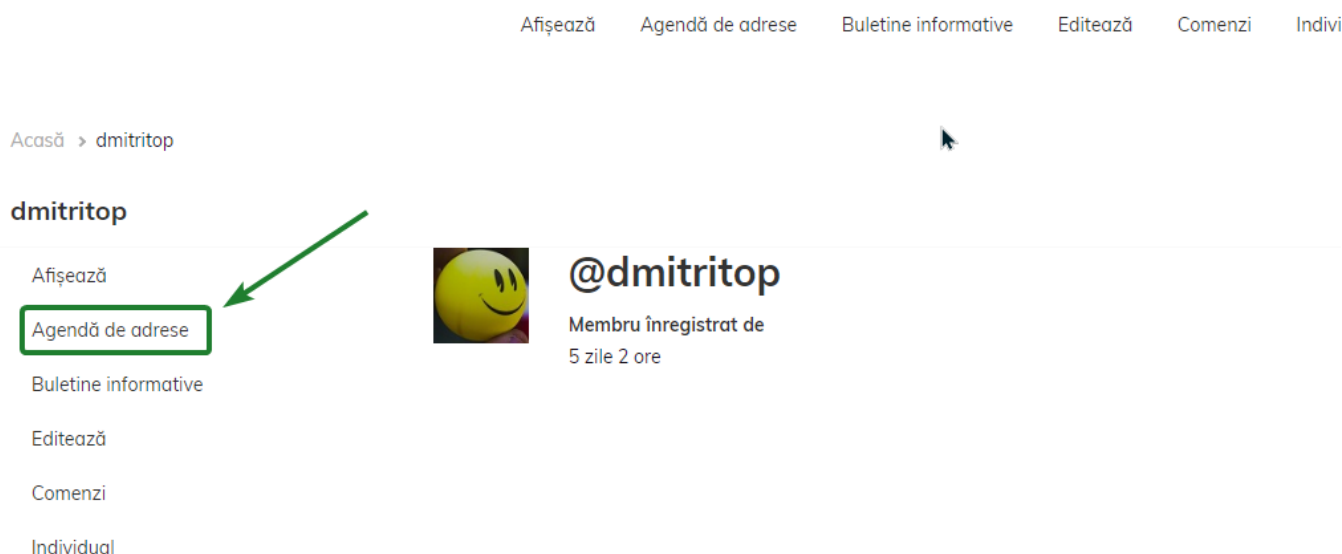 Afișează Agendă de adrese Buletine informative Editează Comenzi Indivi
Acasă > dmitritop
dmitritop
Afișează
Agendă de adrese
Buletine informative
Editează
Comenzi
Individual
@dmitritop
Membru înregistrat de
5 zile 2 ore